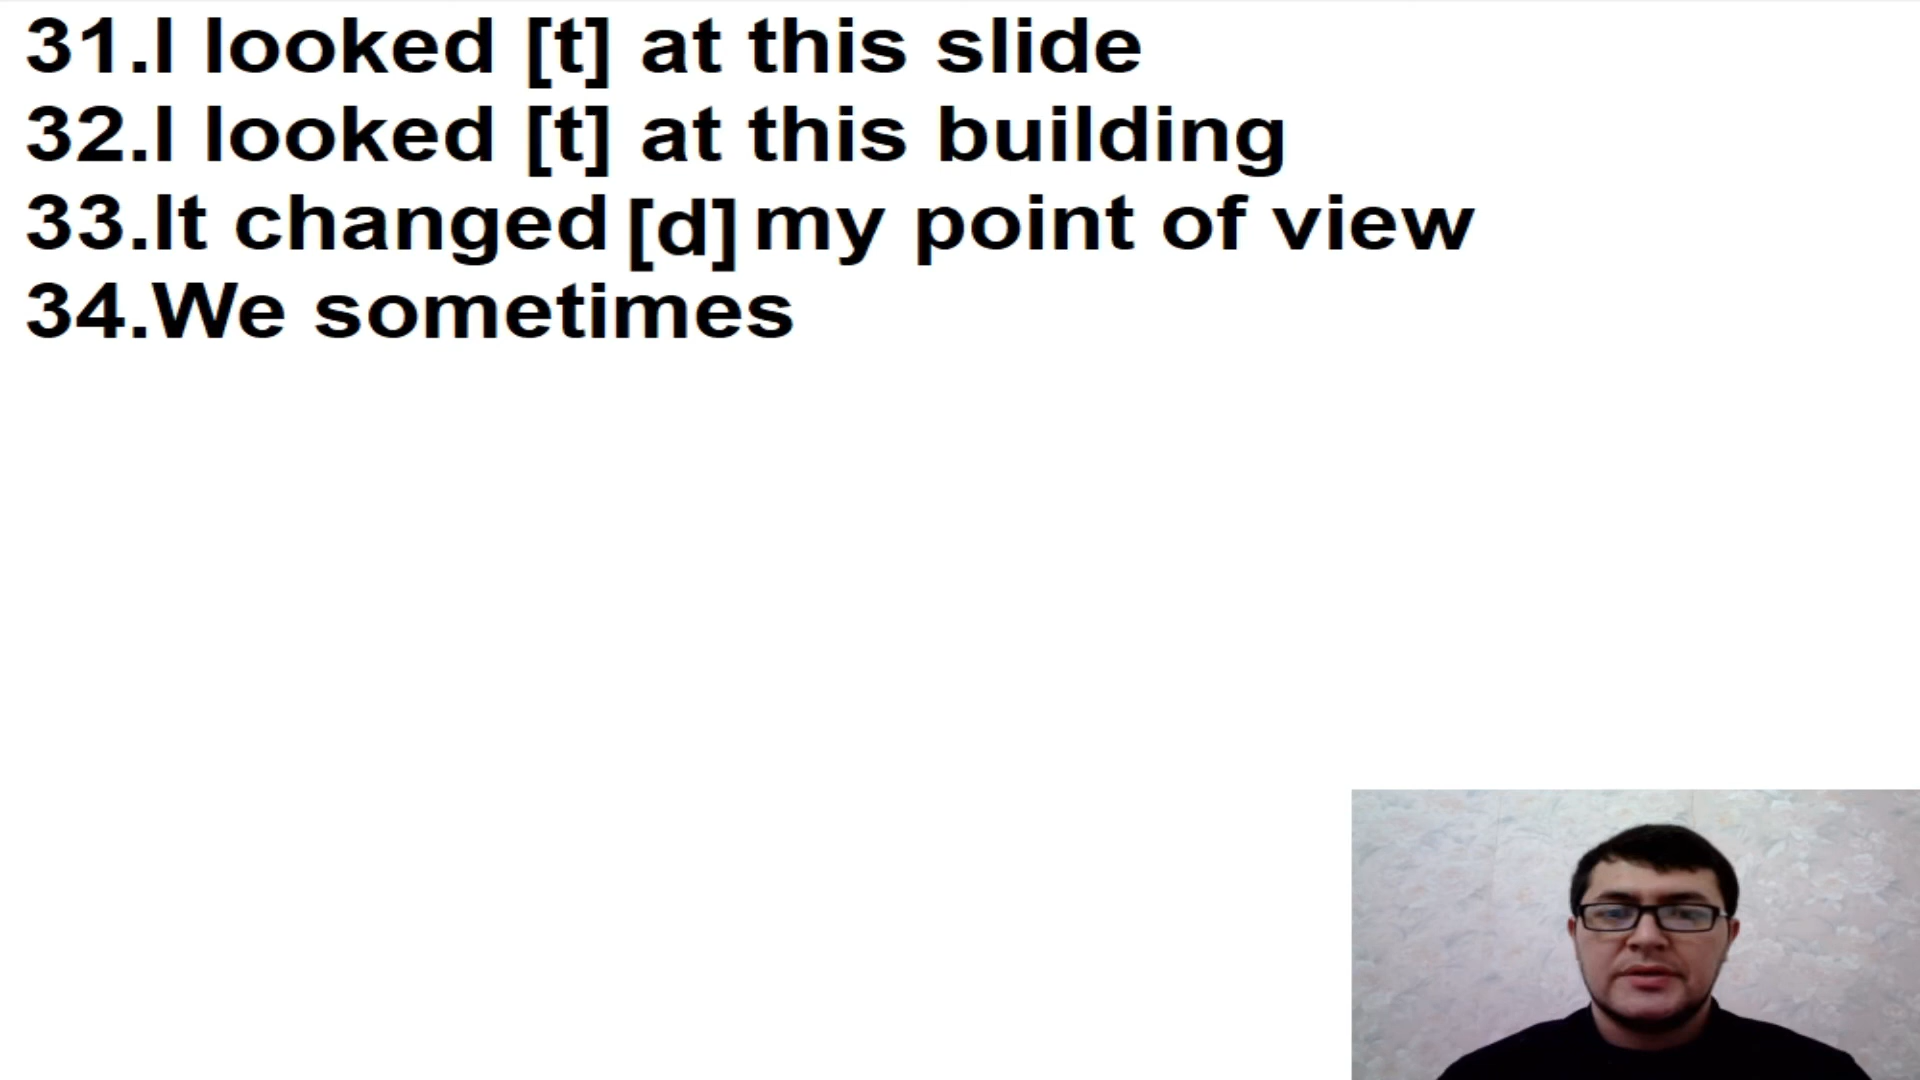 31.I looked [t] at this slide
32.I looked [t] at this building
33.It changed [d] my point of view
34.We sometimes